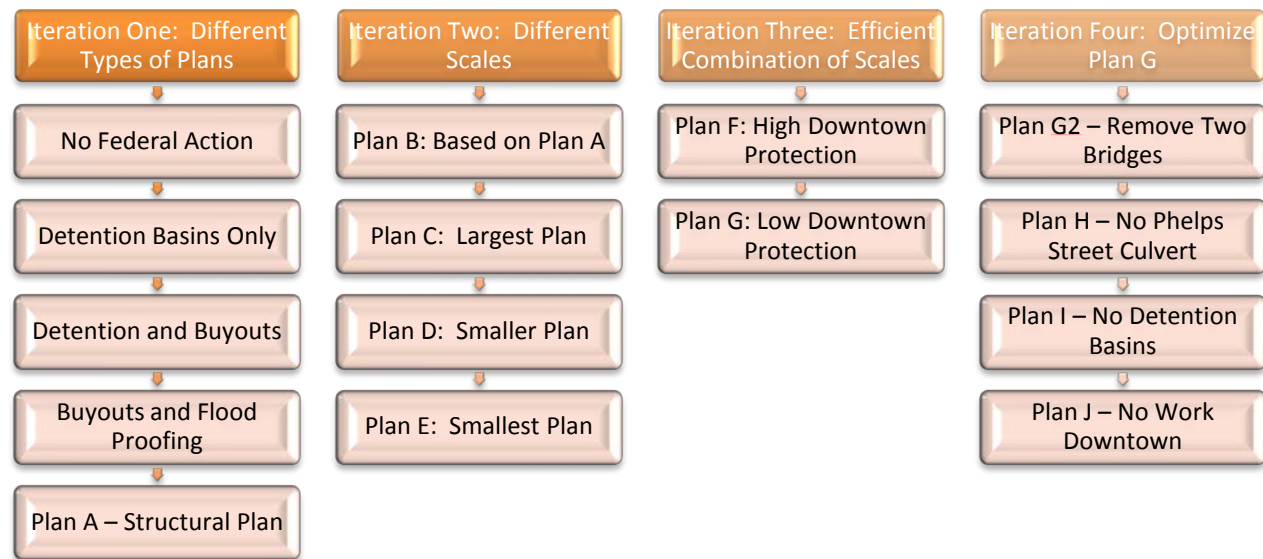 Iteration One:  Different
Types of Plans
No Federal Action
Detention Basins Only
Detention and Buyouts
Buyouts and Flood
Proofing
Plan A – Structural Plan
Iteration Two:  Different
Scales
Plan B: Based on Plan A
Plan C:  Largest Plan
Plan D:  Smaller Plan
Plan E:  Smallest Plan
Iteration Three:  Efficient
Combination of Scales
Plan F: High Downtown
Protection
Plan G: Low Downtown
Protection
Iteration Four:  Optimize
Plan G
Plan G2 – Remove Two
Bridges
Plan H – No Phelps
Street Culvert
Plan I – No Detention
Basins
Plan J – No Work
Downtown